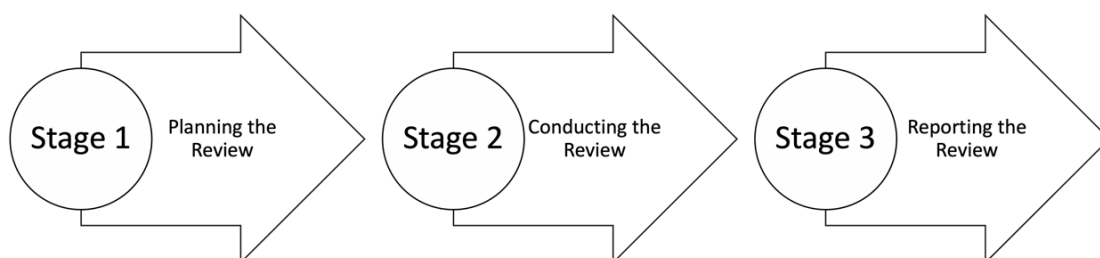 Stage 1
Planning the
Review
Stage 2
Conducting the
Review
Stage 3
Reporting the
Review